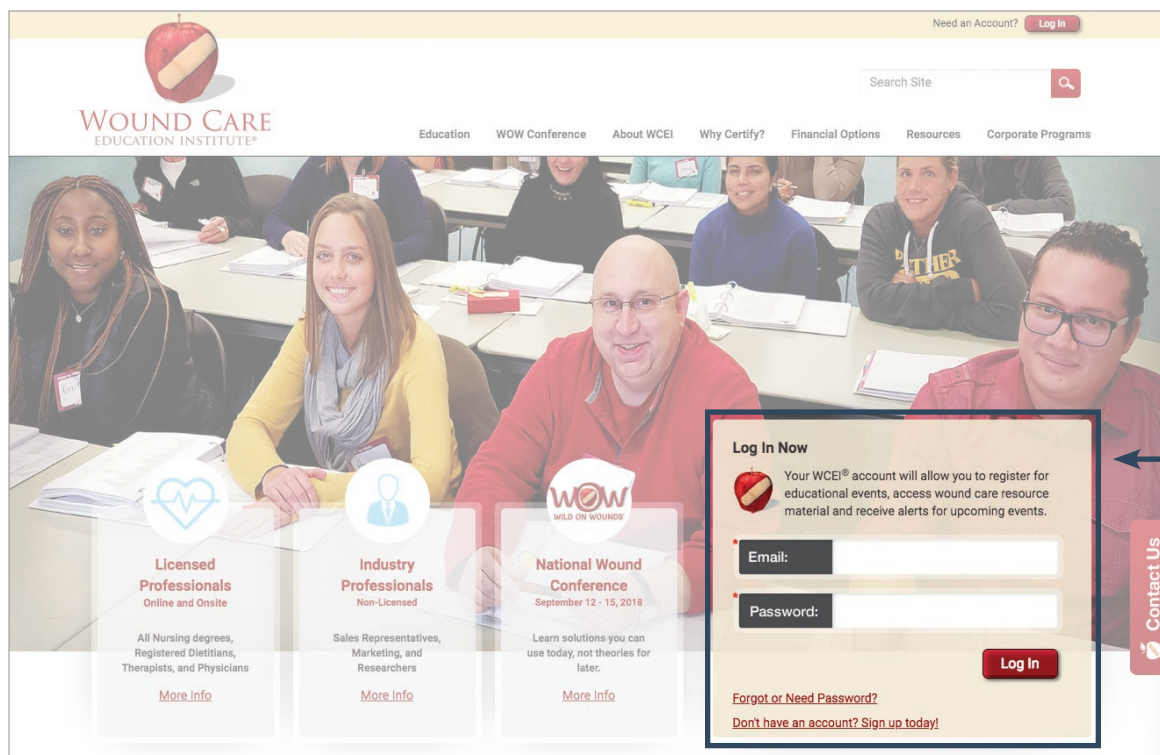 Need an Account? Log In
Search Site
WOUND CARE
EDUCATION INSTITUTE®
Education WOW Conference About WCEI Why Certify? Financial Options Resources Corporate Programs
Log In Now
Your WCEI® account will allow you to register for
educational events, access wound care resource
material and receive alerts for upcoming events.
* Email:
* Password:
Log In
Forgot or Need Password?
Don't have an account? Sign up today!
WOW
WILD ON WOUNDS
Licensed
Professionals
Online and Onsite
All Nursing degrees,
Registered Dietitians,
Therapists, and Physicians
More Info
Industry
Professionals
Non-Licensed
Sales Representatives,
Marketing, and
Researchers
More Info
National Wound
Conference
September 12 - 15, 2018
Learn solutions you can
use today, not theories for
later.
More Info
Contact Us